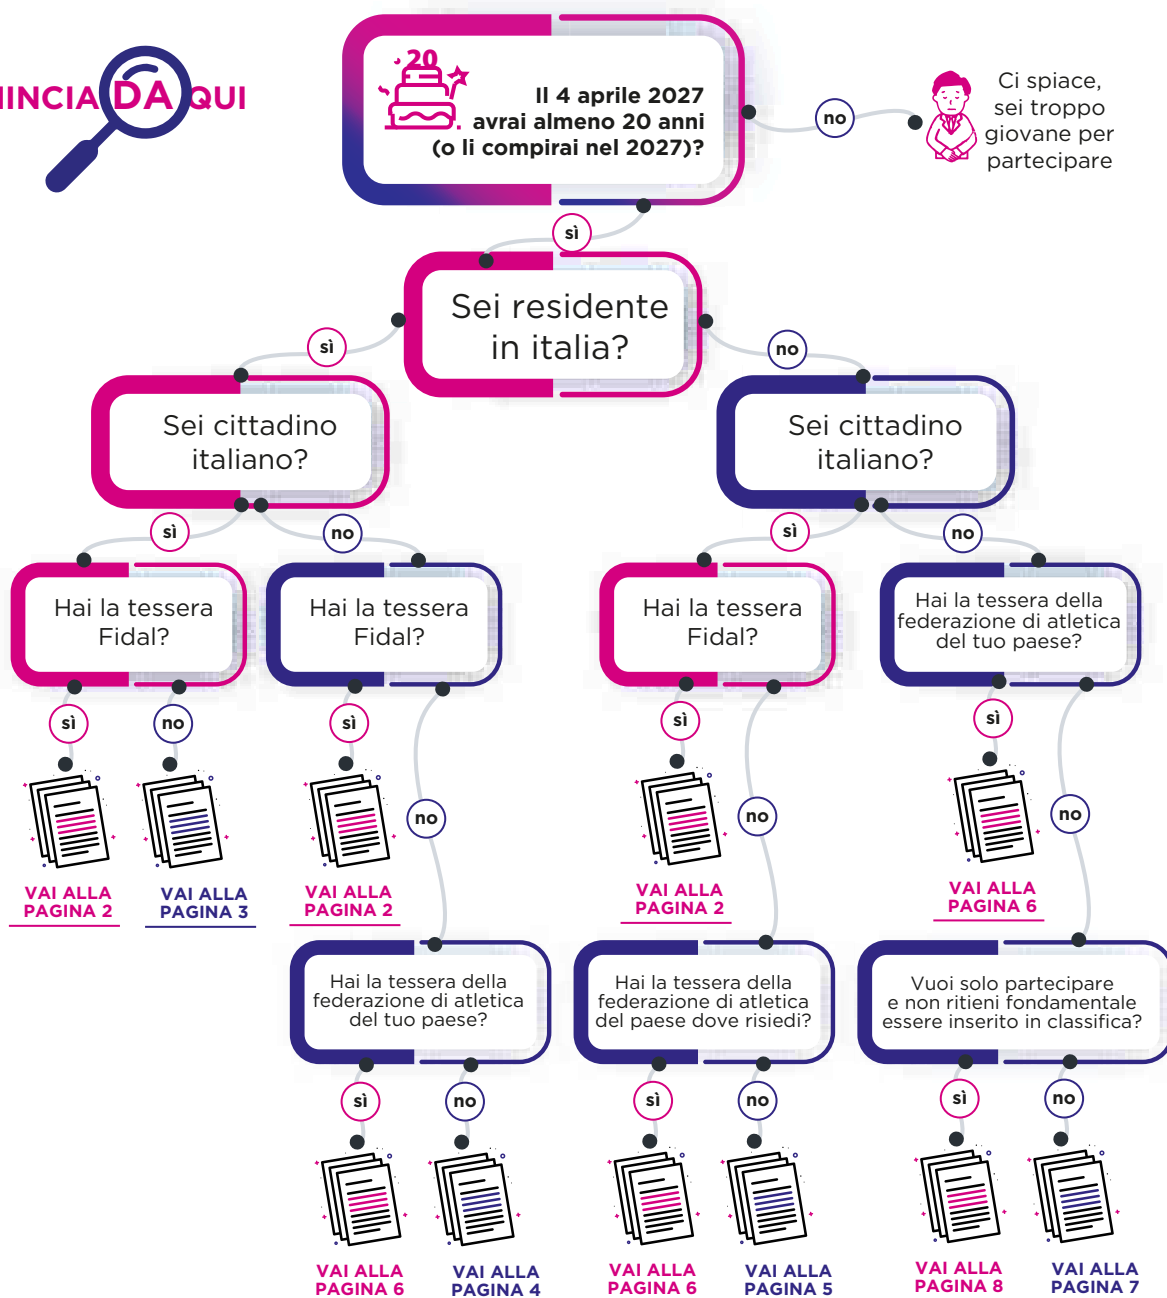 INCIA DA QUI
20
Il 4 aprile 2027
avrai almeno 20 anni
(o li compirai nel 2027)?
no
Ci spiace,
sei troppo
giovane per
partecipare
sì
Sei residente
in italia?
sì
no
Sei cittadino
italiano?
Sei cittadino
italiano?
sì
no
sì
no
Hai la tessera
Fidal?
Hai la tessera
Fidal?
Hai la tessera
Fidal?
Hai la tessera della
federazione di atletica
del tuo paese?
sì
no
sì
no
sì
no
sì
no
VAI ALLA
PAGINA 2
VAI ALLA
PAGINA 3
VAI ALLA
PAGINA 2
VAI ALLA
PAGINA 2
VAI ALLA
PAGINA 6
Hai la tessera della
federazione di atletica
del tuo paese?
Hai la tessera della
federazione di atletica
del paese dove risiedi?
Vuoi solo partecipare
e non ritieni fondamentale
essere inserito in classifica?
sì
no
sì
no
sì
no
VAI ALLA
PAGINA 6
VAI ALLA
PAGINA 4
VAI ALLA
PAGINA 6
VAI ALLA
PAGINA 5
VAI ALLA
PAGINA 8
VAI ALLA
PAGINA 7